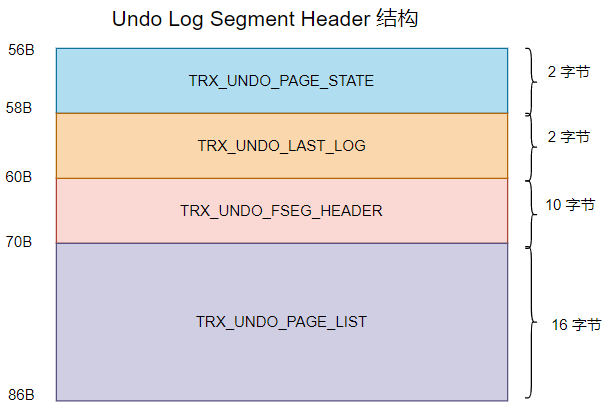 Undo Log Segment Header 结构
56B
TRX_UNDO_PAGE_STATE
2 字节
58B
TRX_UNDO_LAST_LOG
2 字节
60B
TRX_UNDO_FSEG_HEADER
10 字节
70B
TRX_UNDO_PAGE_LIST
16 字节
86B